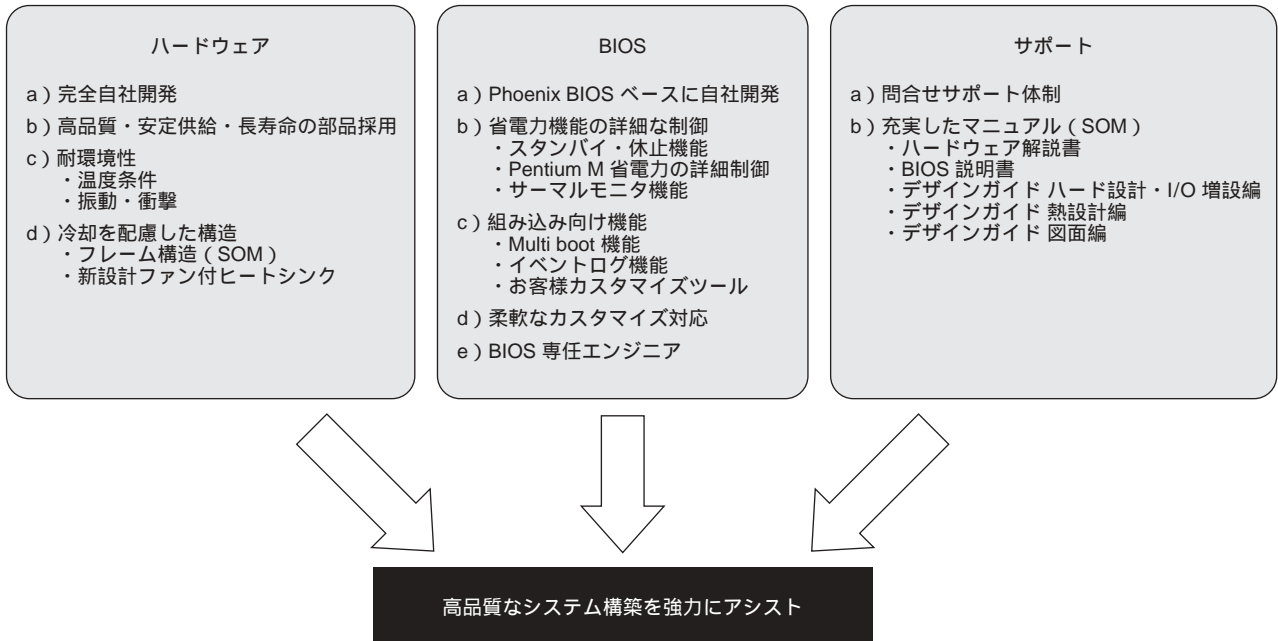 ハードウェア
a）完全自社開発
b）高品質・安定供給・長寿命の部品採用
c）耐環境性
・温度条件
・振動・衝撃
d）冷却を配慮した構造
・フレーム構造（SOM）
・新設計ファン付ヒートシンク
BIOS
a）Phoenix BIOS ベースに自社開発
b）省電力機能の詳細な制御
・スタンバイ・休止機能
・Pentium M 省電力の詳細制御
・サーマルモニタ機能
c）組み込み向け機能
・Multi boot 機能
・イベントログ機能
・お客様カスタマイズツール
d）柔軟なカスタマイズ対応
e）BIOS 専任エンジニア
サポート
a）問合せサポート体制
b）充実したマニュアル（SOM）
・ハードウェア解説書
・BIOS 説明書
・デザインガイド ハード設計・I/O 増設編
・デザインガイド 熱設計編
・デザインガイド 図面編
高品質なシステム構築を強力にアシスト